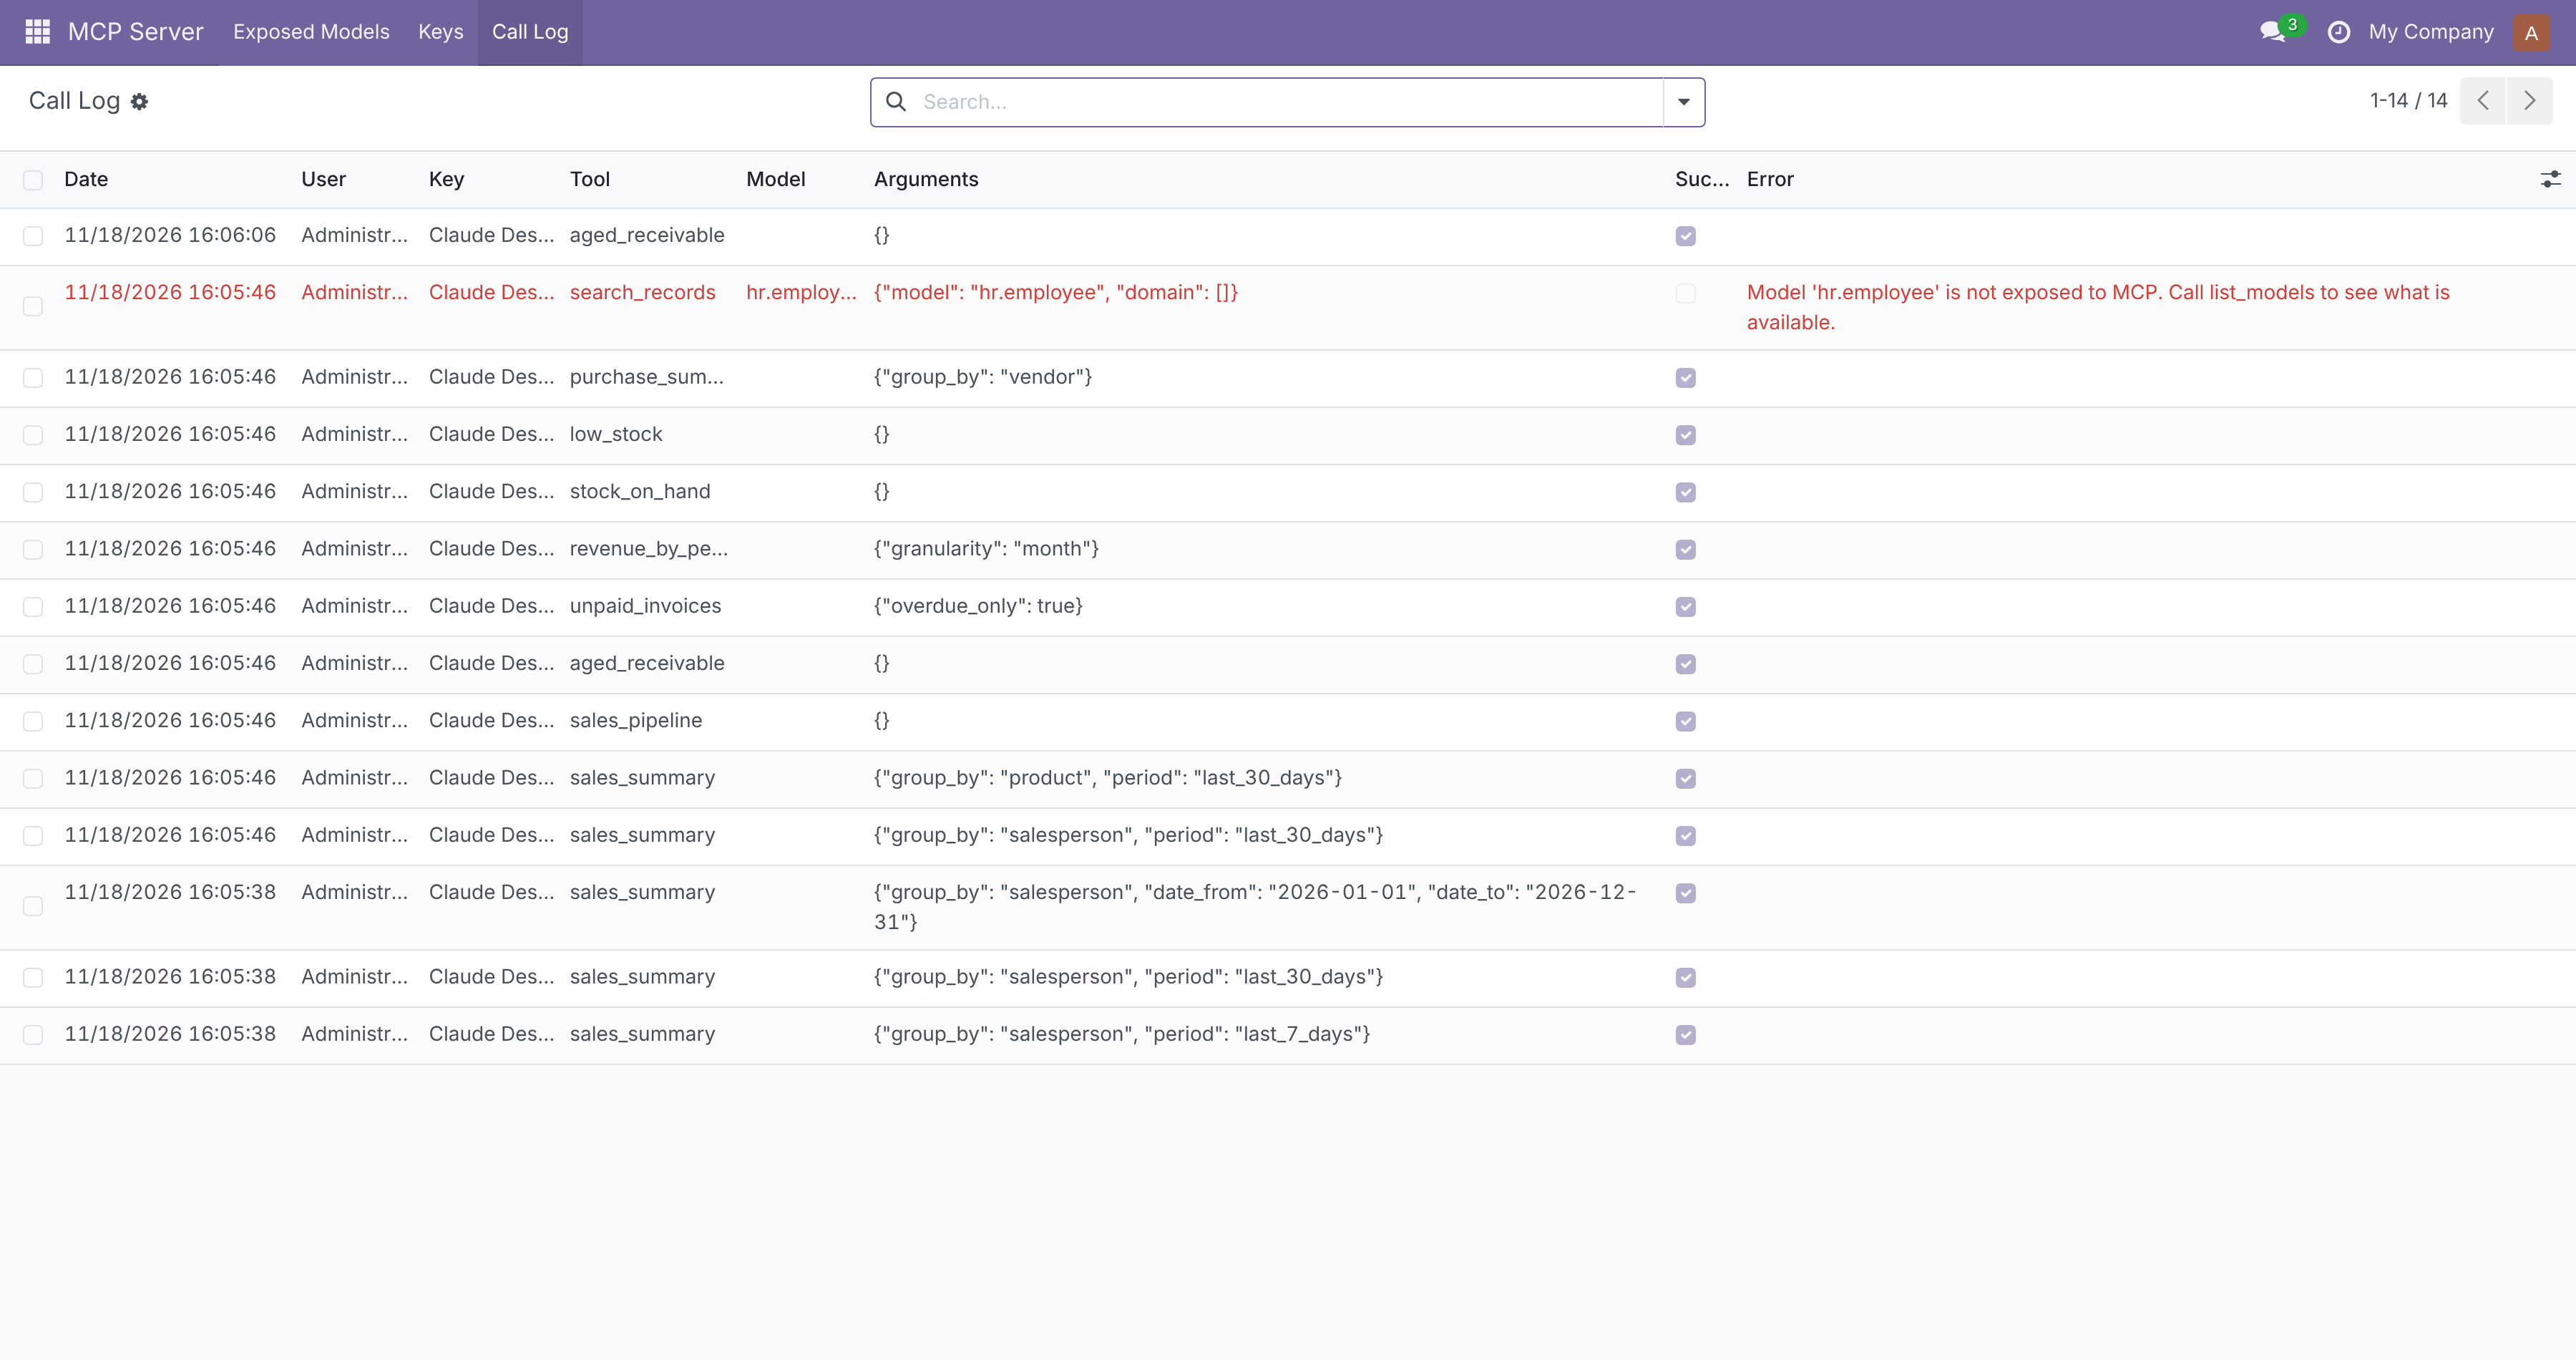 MCP Server Exposed Models Keys Call Log 3 My Company A
Call Log Search... 1-14 / 14
Date User Key Tool Model Arguments Suc... Error
11/18/2026 16:06:06 Administr... Claude Des... aged_receivable {}
11/18/2026 16:05:46 Administr... Claude Des... search_records hr.employ... {"model": "hr.employee", "domain": []} Model 'hr.employee' is not exposed to MCP. Call list_models to see what is
available.
11/18/2026 16:05:46 Administr... Claude Des... purchase_sum... {"group_by": "vendor"}
11/18/2026 16:05:46 Administr... Claude Des... low_stock {}
11/18/2026 16:05:46 Administr... Claude Des... stock_on_hand {}
11/18/2026 16:05:46 Administr... Claude Des... revenue_by_pe... {"granularity": "month"}
11/18/2026 16:05:46 Administr... Claude Des... unpaid_invoices {"overdue_only": true}
11/18/2026 16:05:46 Administr... Claude Des... aged_receivable {}
11/18/2026 16:05:46 Administr... Claude Des... sales_pipeline {}
11/18/2026 16:05:46 Administr... Claude Des... sales_summary {"group_by": "product", "period": "last_30_days"}
11/18/2026 16:05:46 Administr... Claude Des... sales_summary {"group_by": "salesperson", "period": "last_30_days"}
11/18/2026 16:05:38 Administr... Claude Des... sales_summary {"group_by": "salesperson", "date_from": "2026-01-01", "date_to": "2026-12-
31"}
11/18/2026 16:05:38 Administr... Claude Des... sales_summary {"group_by": "salesperson", "period": "last_30_days"}
11/18/2026 16:05:38 Administr... Claude Des... sales_summary {"group_by": "salesperson", "period": "last_7_days"}